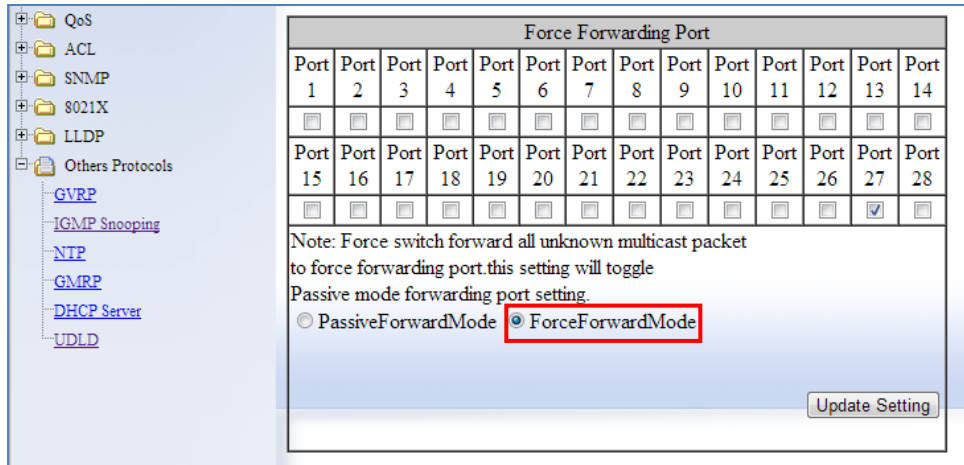 QoS
ACL
SNMP
8021X
LLDP
Others Protocols
GVRP
IGMP Snooping
NTP
GMRP
DHCP Server
UDLD
Force Forwarding Port
Port Port Port Port Port Port Port Port Port Port Port Port Port Port
1 2 3 4 5 6 7 8 9 10 11 12 13 14
Port Port Port Port Port Port Port Port Port Port Port Port Port Port
15 16 17 18 19 20 21 22 23 24 25 26 27 28
Note: Force switch forward all unknown multicast packet
to force forwarding port.this setting will toggle
Passive mode forwarding port setting.
PassiveForwardMode ForceForwardMode
Update Setting